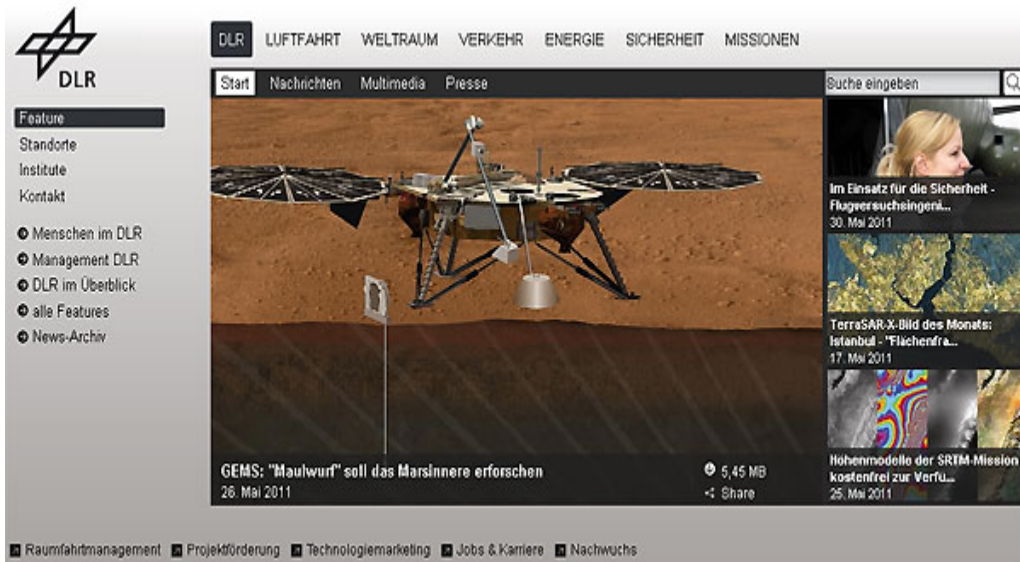 DLR
DLR LUFTFAHRT WELTRAUM VERKEHR ENERGIE SICHERHEIT MISSIONEN
Start Nachrichten Multimedia Presse
Suche eingeben
Feature
Standorte
Institute
Kontakt
Menschen im DLR
Management DLR
DLR im Überblick
alle Features
News-Archiv
GEMS: "Maulwurf" soll das Marsinnere erforschen
26. Mai 2011
5,45 MB
Share
Im Einsatz für die Sicherheit -
Flugversuchsingeni...
30. Mai 2011
TerraSAR-X-Bild des Monats:
Istanbul - "Flächenfra...
17. Mai 2011
Höhenmodelle der SRTM-Mission
kostenfrei zur Verfü...
25. Mai 2011
Raumfahrtmanagement Projektförderung Technologiemarketing Jobs & Karriere Nachwuchs